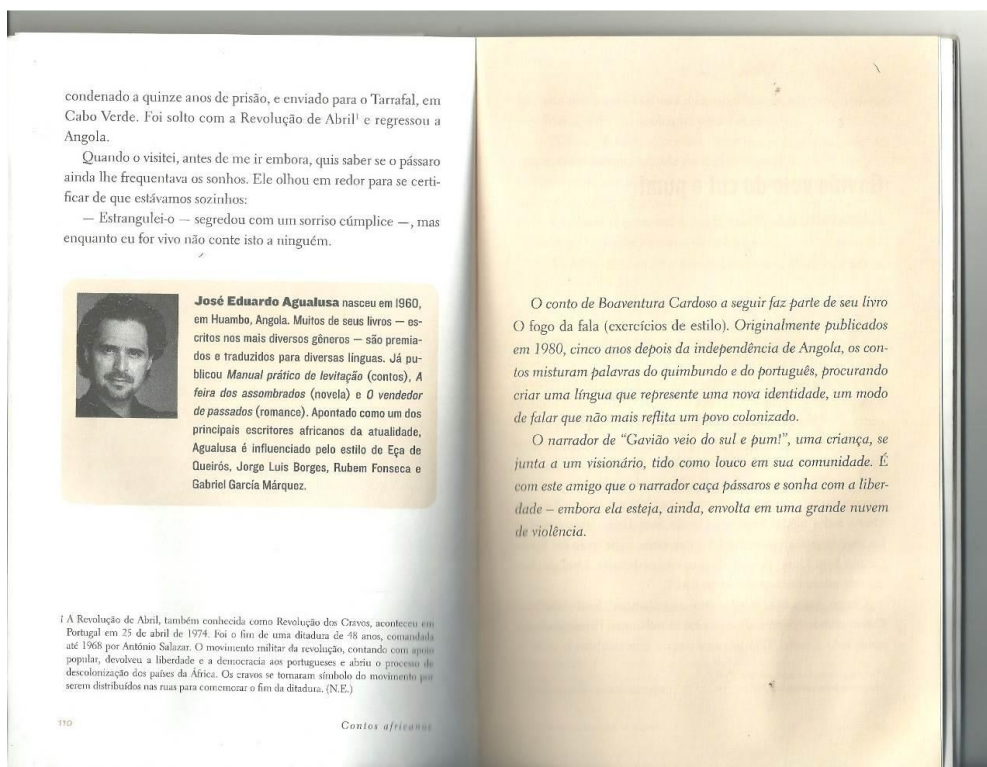 condenado a quinze anos de prisão, e enviado para o Tarrafal, em
Cabo Verde. Foi solto com a Revolução de Abril¹ e regressou a
Angola.
Quando o visitei, antes de me ir embora, quis saber se o pássaro
ainda lhe frequentava os sonhos. Ele olhou em redor para se certi-
ficar de que estávamos sozinhos:
— Estrangulei-o — segredou com um sorriso cúmplice —, mas
enquanto eu for vivo não conte isto a ninguém.
José Eduardo Agualusa nasceu em 1960,
em Huambo, Angola. Muitos de seus livros — es-
critos nos mais diversos gêneros — são premia-
dos e traduzidos para diversas línguas. Já pu-
blicou Manual prático de levitação (contos), A
feira dos assombrados (novela) e O vendedor
de passados (romance). Apontado como um dos
principais escritores africanos da atualidade,
Agualusa é influenciado pelo estilo de Eça de
Queirós, Jorge Luis Borges, Rubem Fonseca e
Gabriel García Márquez.
1 A Revolução de Abril, também conhecida como Revolução dos Cravos, aconteceu em
Portugal em 25 de abril de 1974. Foi o fim de uma ditadura de 48 anos, comandada
até 1968 por António Salazar. O movimento militar da revolução, contando com apoio
popular, devolveu a liberdade e a democracia aos portugueses e abriu o processo de
descolonização dos países da África. Os cravos se tornaram símbolo do movimento por
serem distribuídos nas ruas para comemorar o fim da ditadura. (N.E.)
110
Contos africanos
O conto de Boaventura Cardoso a seguir faz parte de seu livro
O fogo da fala (exercícios de estilo). Originalmente publicados
em 1980, cinco anos depois da independência de Angola, os con-
tos misturam palavras do quimbundo e do português, procurando
criar uma língua que represente uma nova identidade, um modo
de falar que não mais reflita um povo colonizado.
O narrador de “Gavião veio do sul e pum!”, uma criança, se
junta a um visionário, tido como louco em sua comunidade. É
com este amigo que o narrador caça pássaros e sonha com a liber-
dade – embora ela esteja, ainda, envolta em uma grande nuvem
de violência.